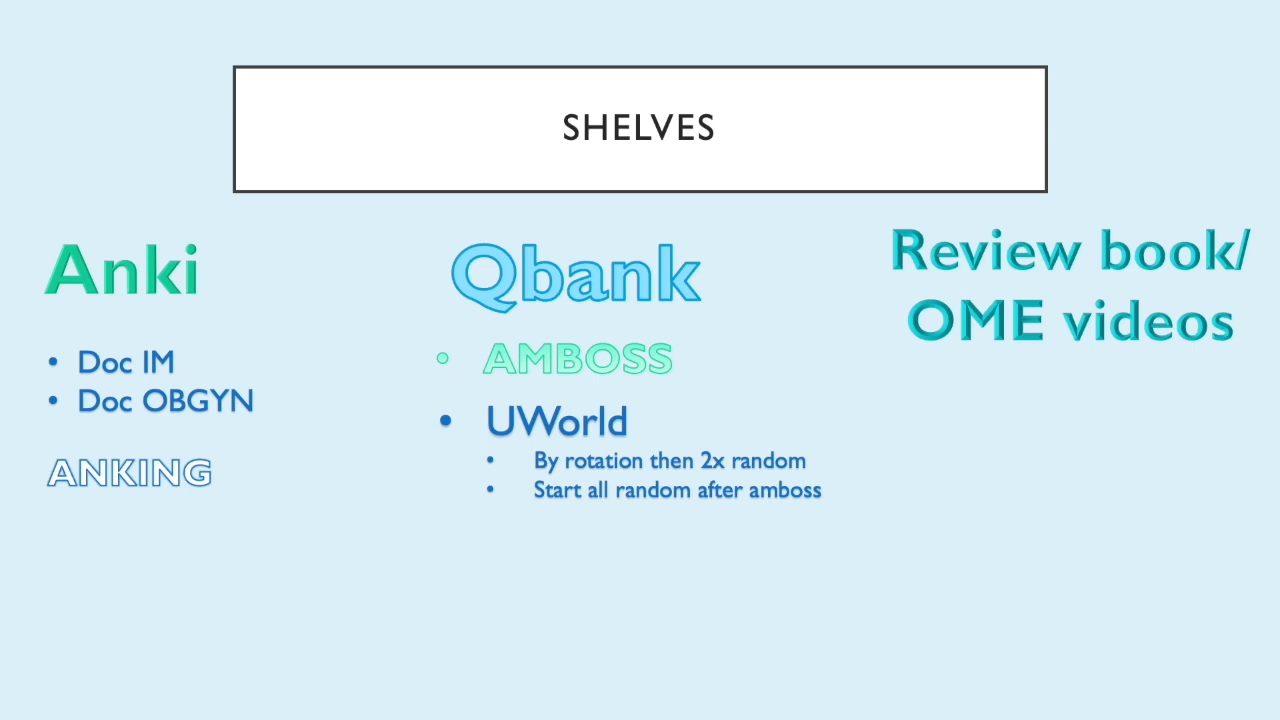 SHELVES
Anki
• Doc IM
• Doc OBGYN
ANKING
Qbank
• AMBOSS
• UWorld
• By rotation then 2x random
• Start all random after amboss
Review book/
OME videos